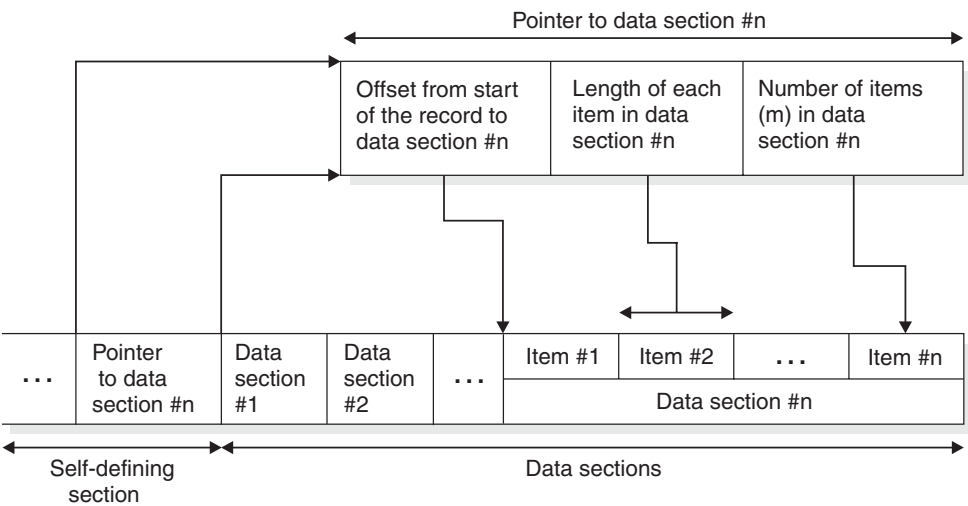 Pointer to data section #n
Offset from start
of the record to
data section #n
Length of each
item in data
section #n
Number of items
(m) in data
section #n
...
Pointer
to data
section #n
Data
section
#1
Data
section
#2
...
Item #1
Item #2
...
Item #n
Data section #n
Self-defining
section
Data sections